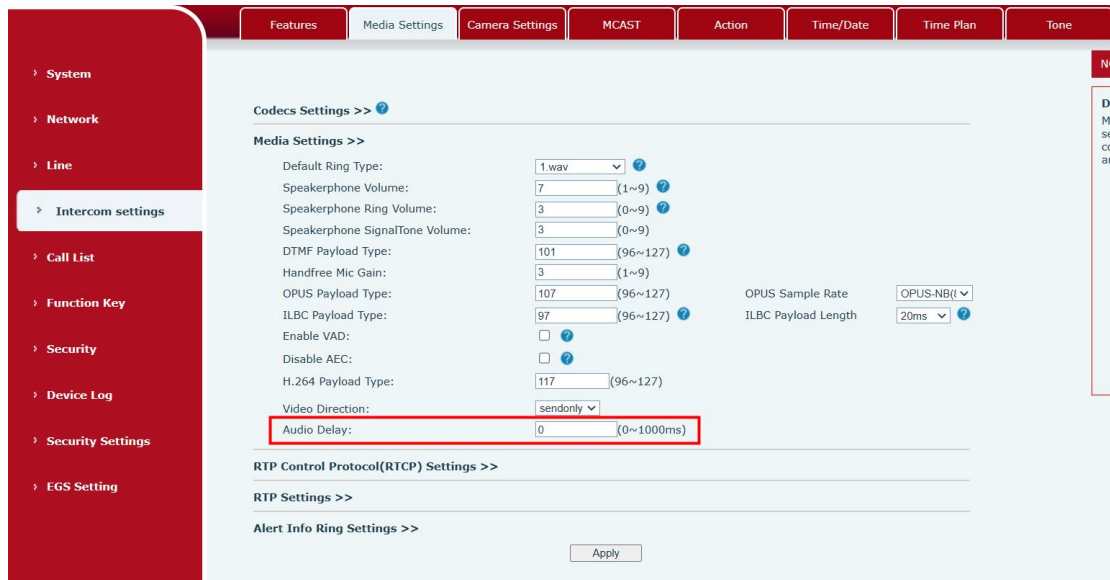 Features Media Settings Camera Settings MCAST Action Time/Date Time Plan Tone
System
Network
Line
Intercom settings
Call List
Function Key
Security
Device Log
Security Settings
EGS Setting
Codecs Settings >> ?
Media Settings >>
Default Ring Type: 1.wav ?
Speakerphone Volume: 7 (1~9) ?
Speakerphone Ring Volume: 3 (0~9) ?
Speakerphone SignalTone Volume: 3 (0~9)
DTMF Payload Type: 101 (96~127) ?
Handfree Mic Gain: 3 (1~9)
OPUS Payload Type: 107 (96~127) OPUS Sample Rate OPUS-NB(
ILBC Payload Type: 97 (96~127) ? ILBC Payload Length 20ms ?
Enable VAD: ?
Disable AEC: ?
H.264 Payload Type: 117 (96~127)
Video Direction: sendonly
Audio Delay: 0 (0~1000ms)
RTP Control Protocol(RTCP) Settings >>
RTP Settings >>
Alert Info Ring Settings >>
Apply